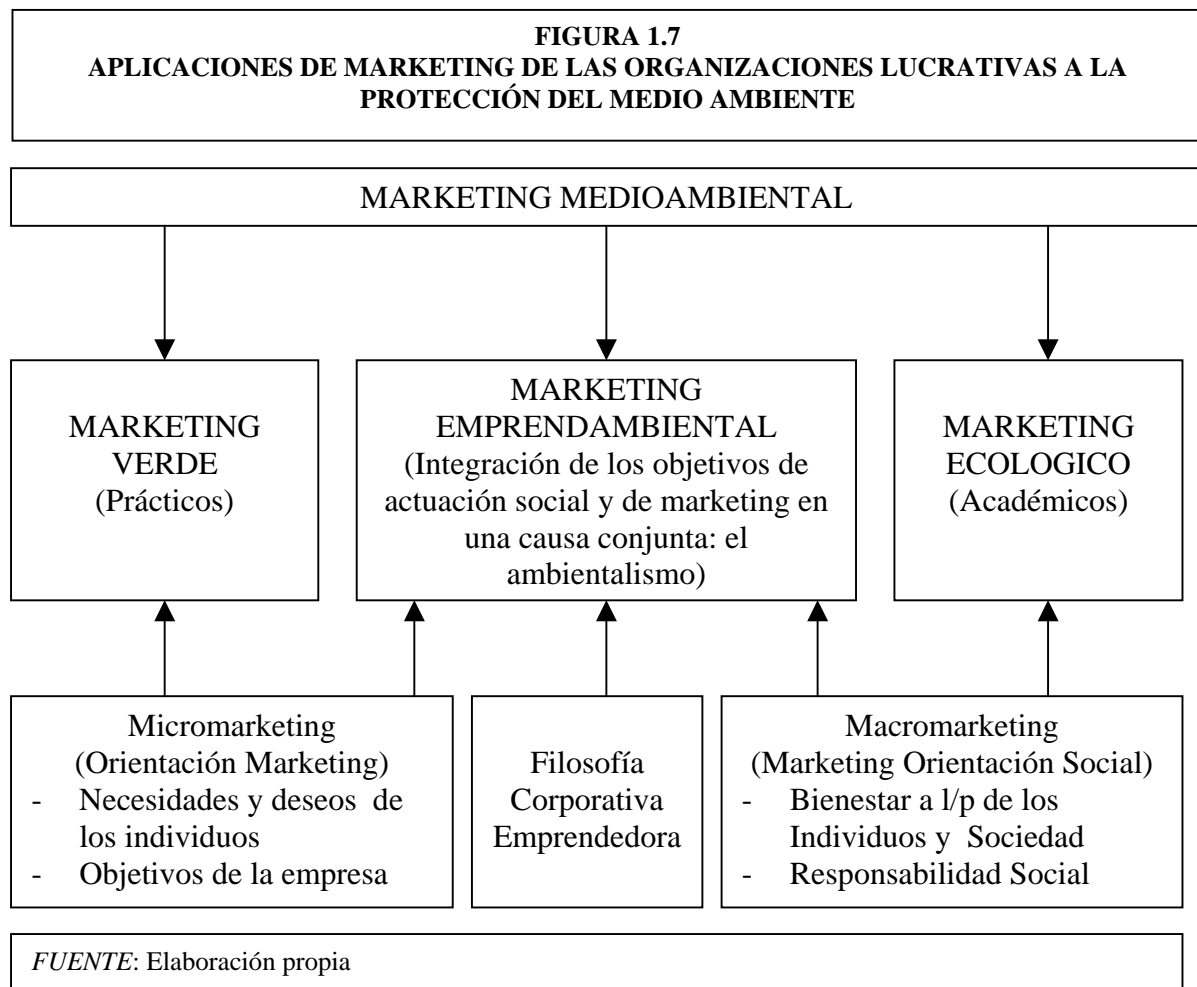 FIGURA 1.7
APLICACIONES DE MARKETING DE LAS ORGANIZACIONES LUCRATIVAS A LA
PROTECCIÓN DEL MEDIO AMBIENTE
MARKETING MEDIOAMBIENTAL
MARKETING
VERDE
(Prácticos)
MARKETING
EMPRENDAMBIENTAL
(Integración de los objetivos de
actuación social y de marketing en
una causa conjunta: el
ambientalismo)
MARKETING
ECOLOGICO
(Académicos)
Micromarketing
(Orientación Marketing)
- Necesidades y deseos de
los individuos
- Objetivos de la empresa
Filosofía
Corporativa
Emprendedora
Macromarketing
(Marketing Orientación Social)
- Bienestar a l/p de los
Individuos y Sociedad
- Responsabilidad Social
FUENTE: Elaboración propia